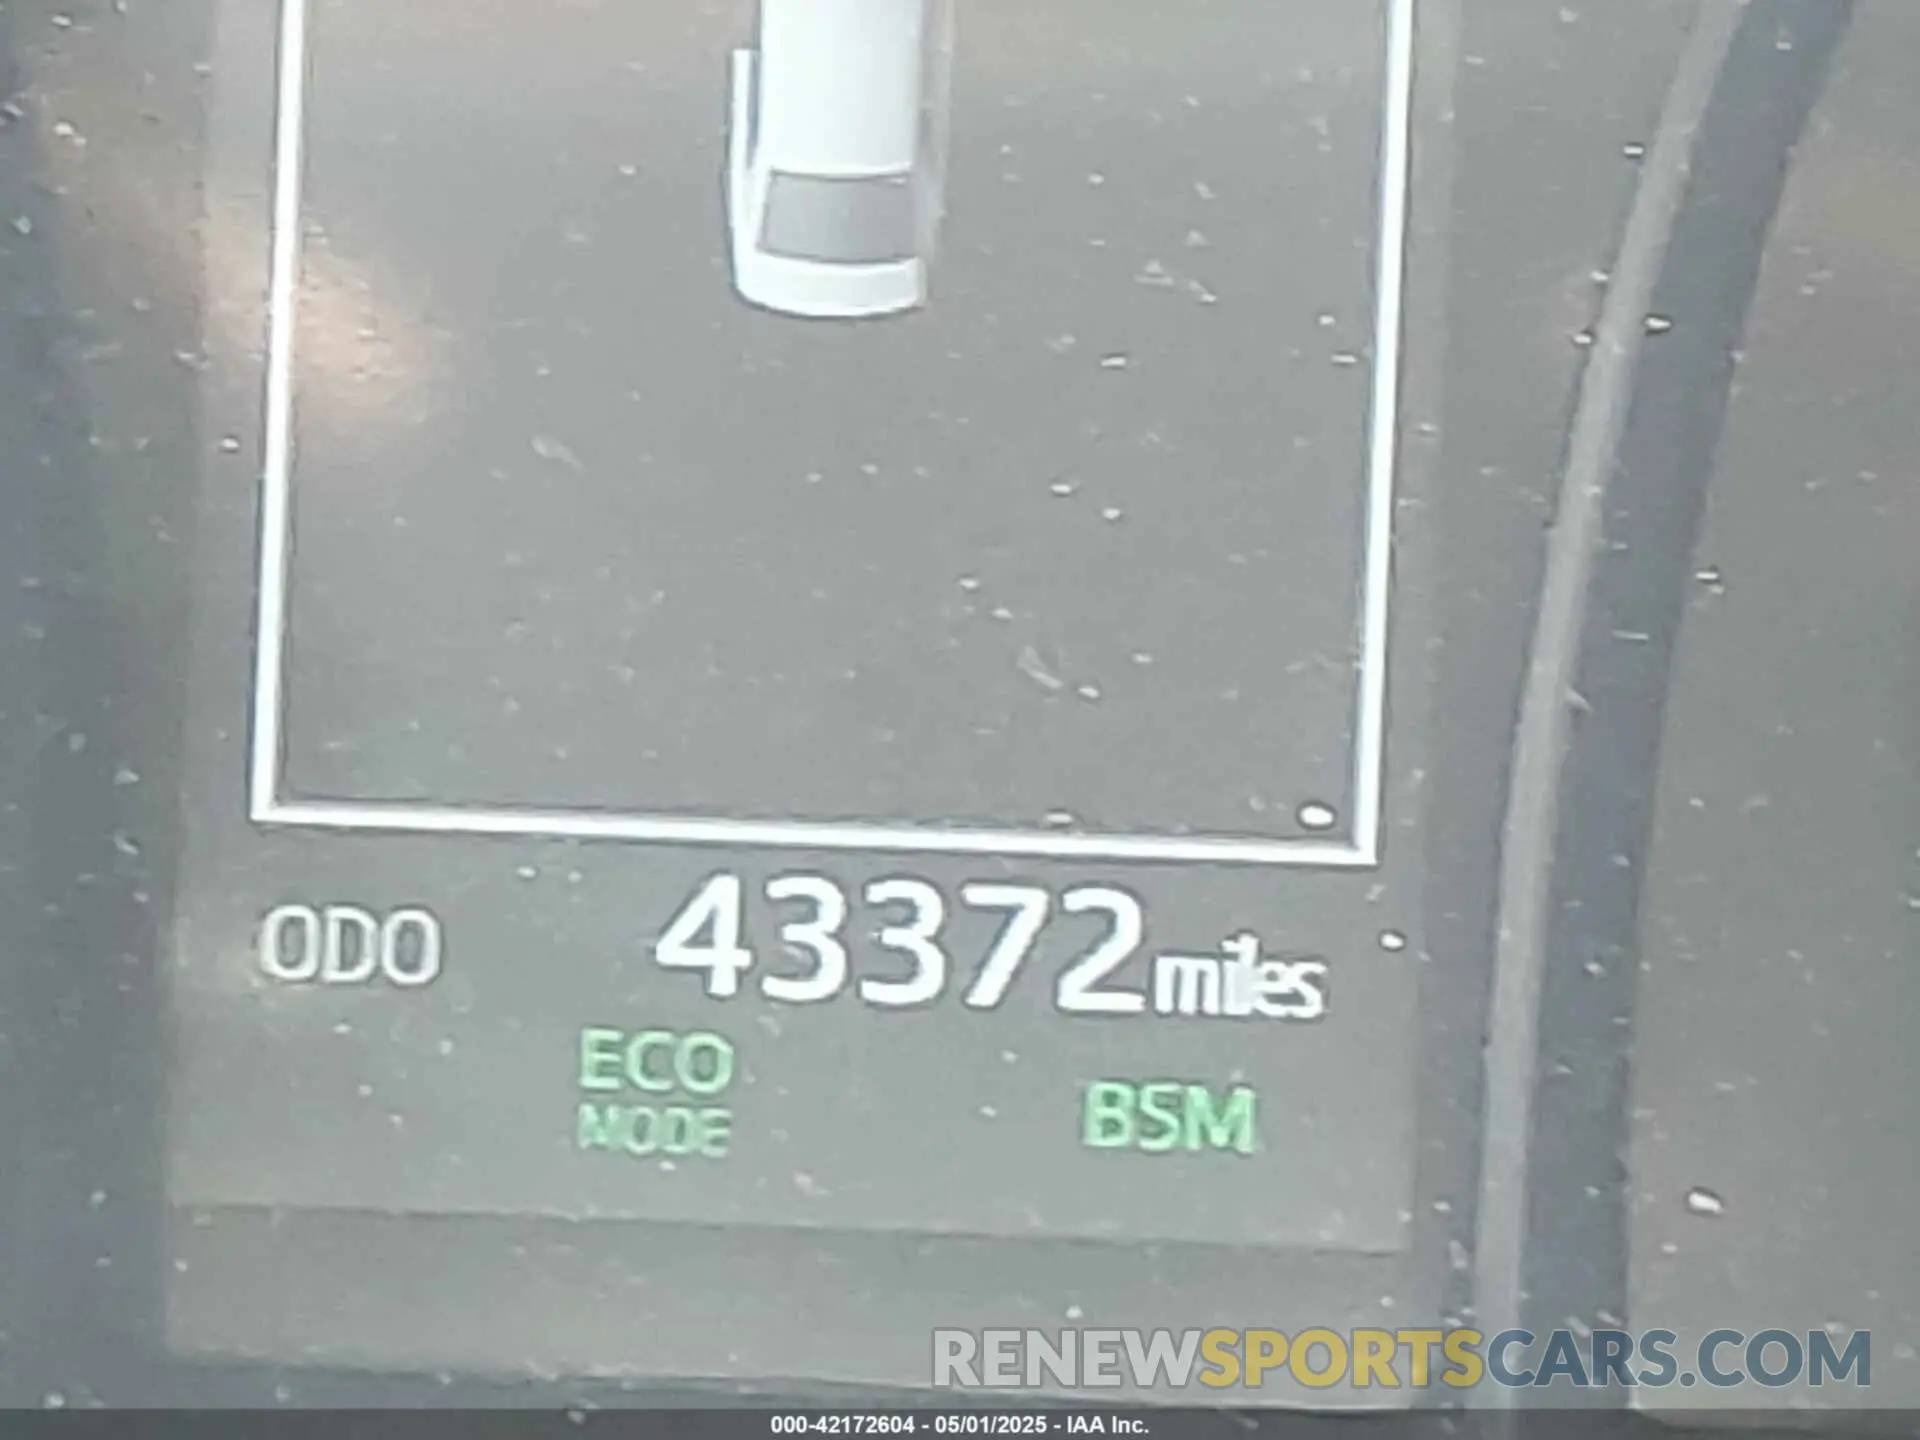 ODO 43372 miles
ECO
MODE
BSM
RENEWSPORTSCARS.COM
000-42172604 - 05/01/2025 - IAA Inc.